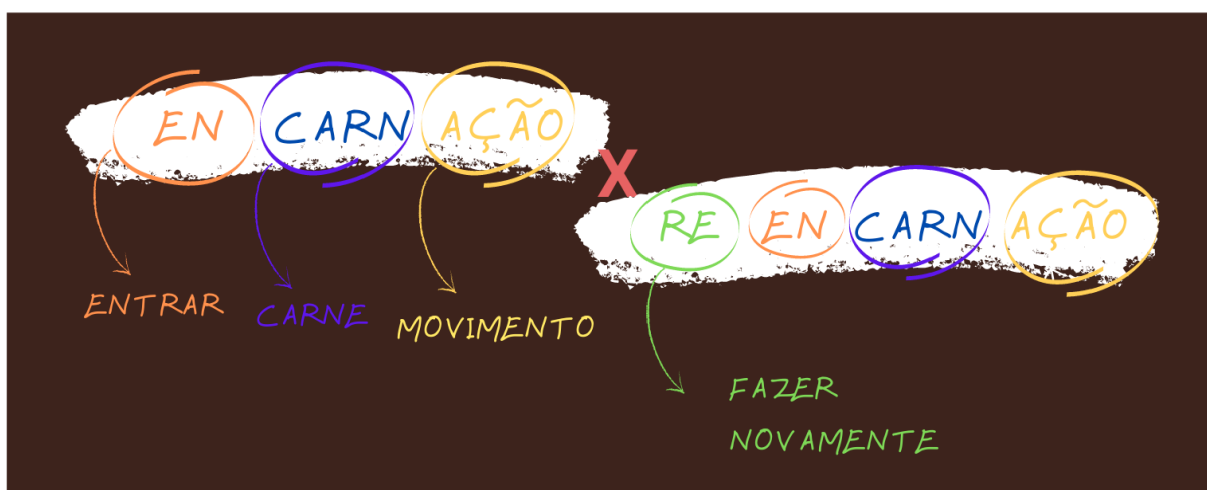 EN CARN AÇÃO
X
RE EN CARN AÇÃO
ENTRAR
CARNE
MOVIMENTO
FAZER
NOVAMENTE